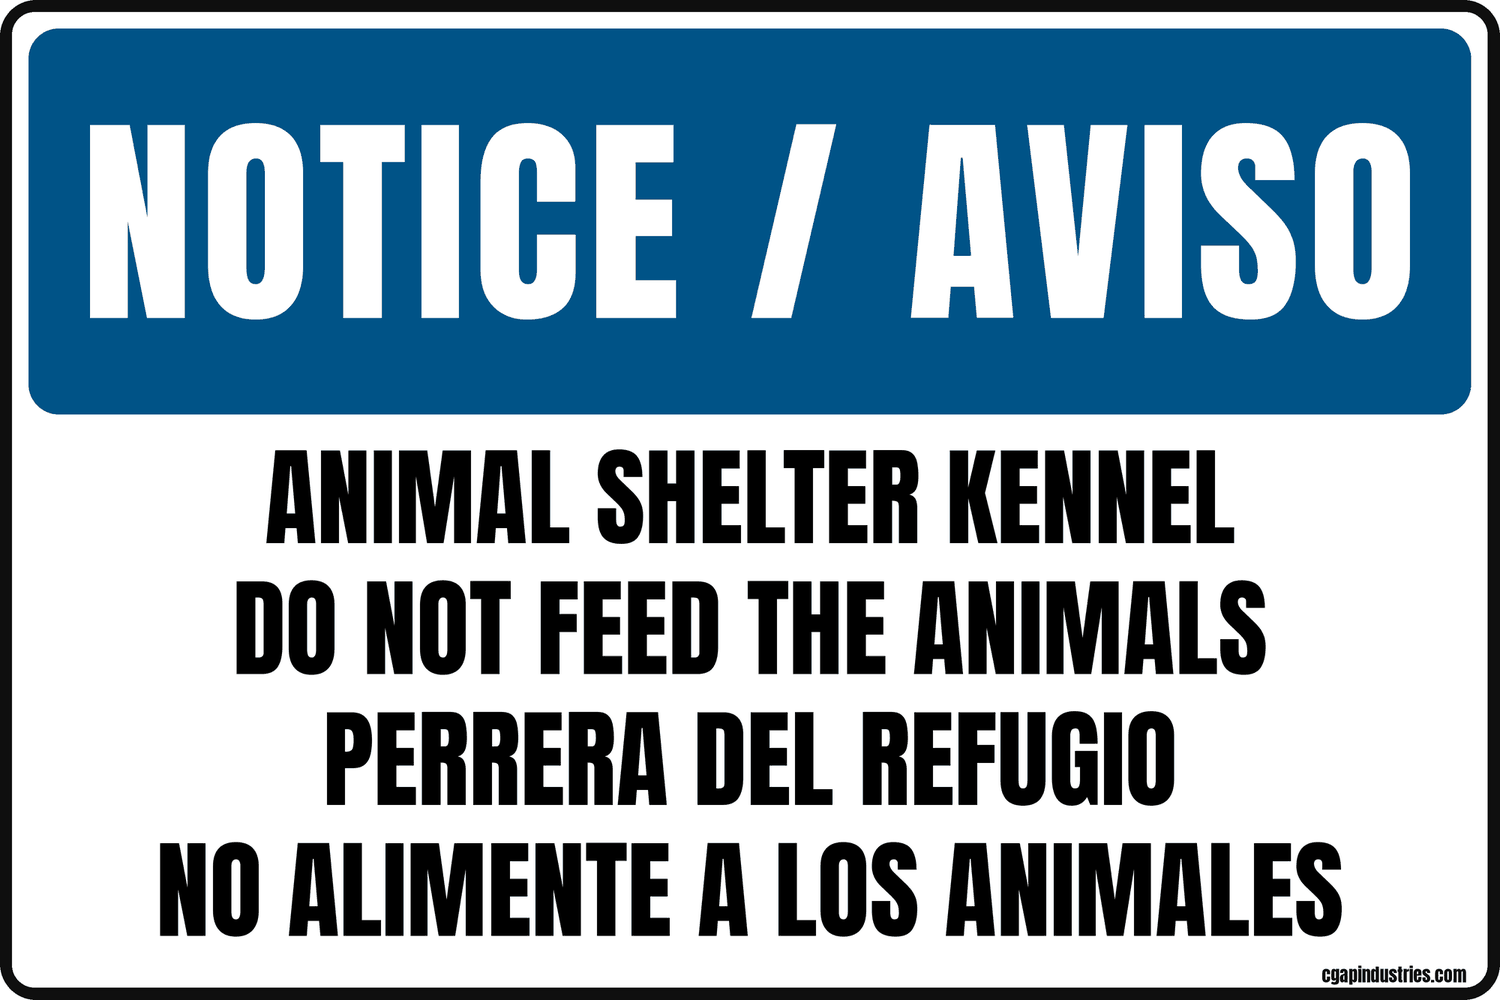 NOTICE / AVISO
ANIMAL SHELTER KENNEL
DO NOT FEED THE ANIMALS
PERRERA DEL REFUGIO
NO ALIMENTE A LOS ANIMALES
cgapindustries.com